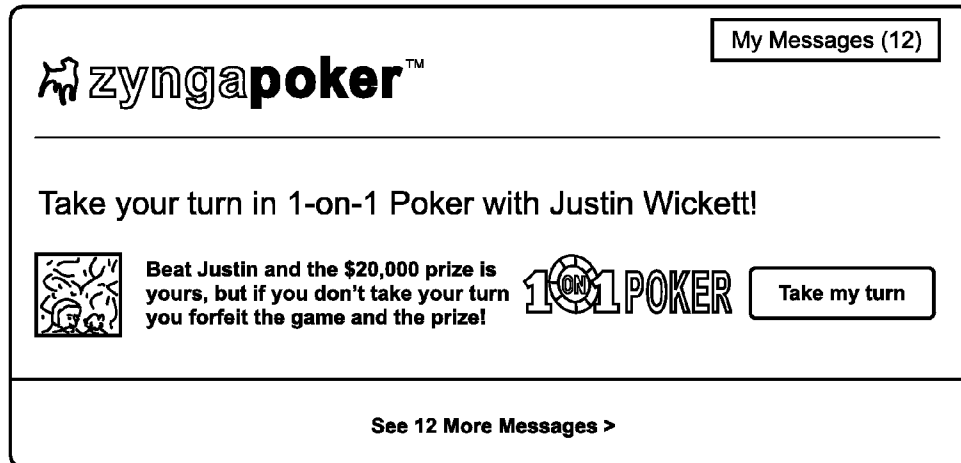 My Messages (12)
zyngapoker™
Take your turn in 1-on-1 Poker with Justin Wickett!
Beat Justin and the $20,000 prize is
yours, but if you don't take your turn
you forfeit the game and the prize!
1 ON 1 POKER
Take my turn
See 12 More Messages >